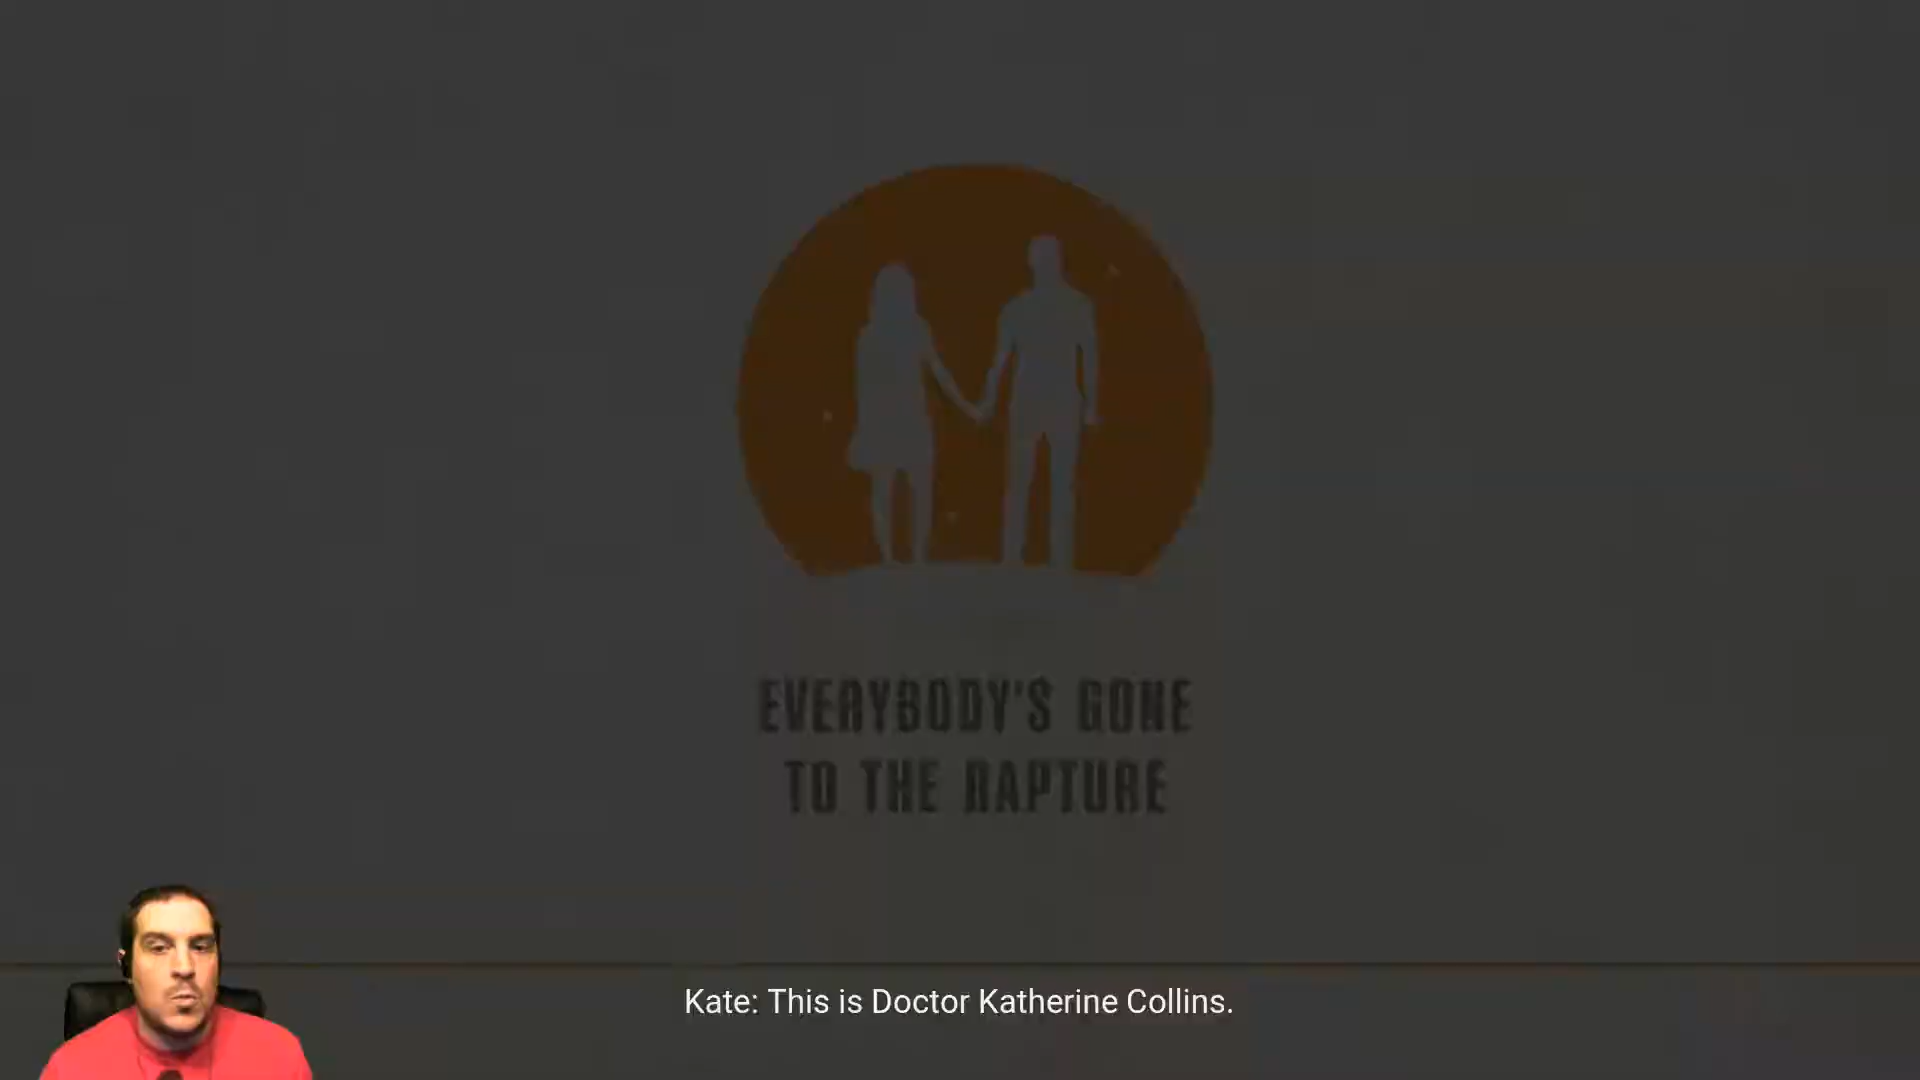 EVERYBODY'S GONE
TO THE RAPTURE
Kate: This is Doctor Katherine Collins.